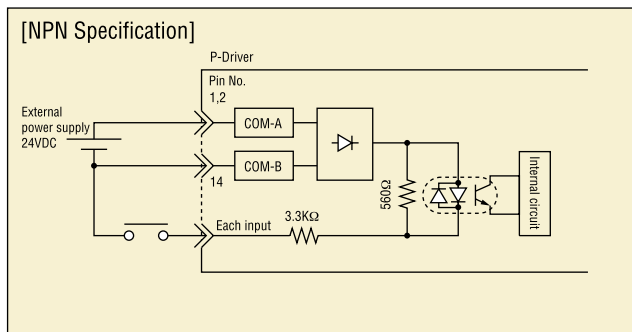 [NPN Specification]
P-Driver
Pin No.
1,2
External
power supply
24VDC
COM-A
COM-B
14
Each input
3.3KΩ
560Ω
Internal circuit